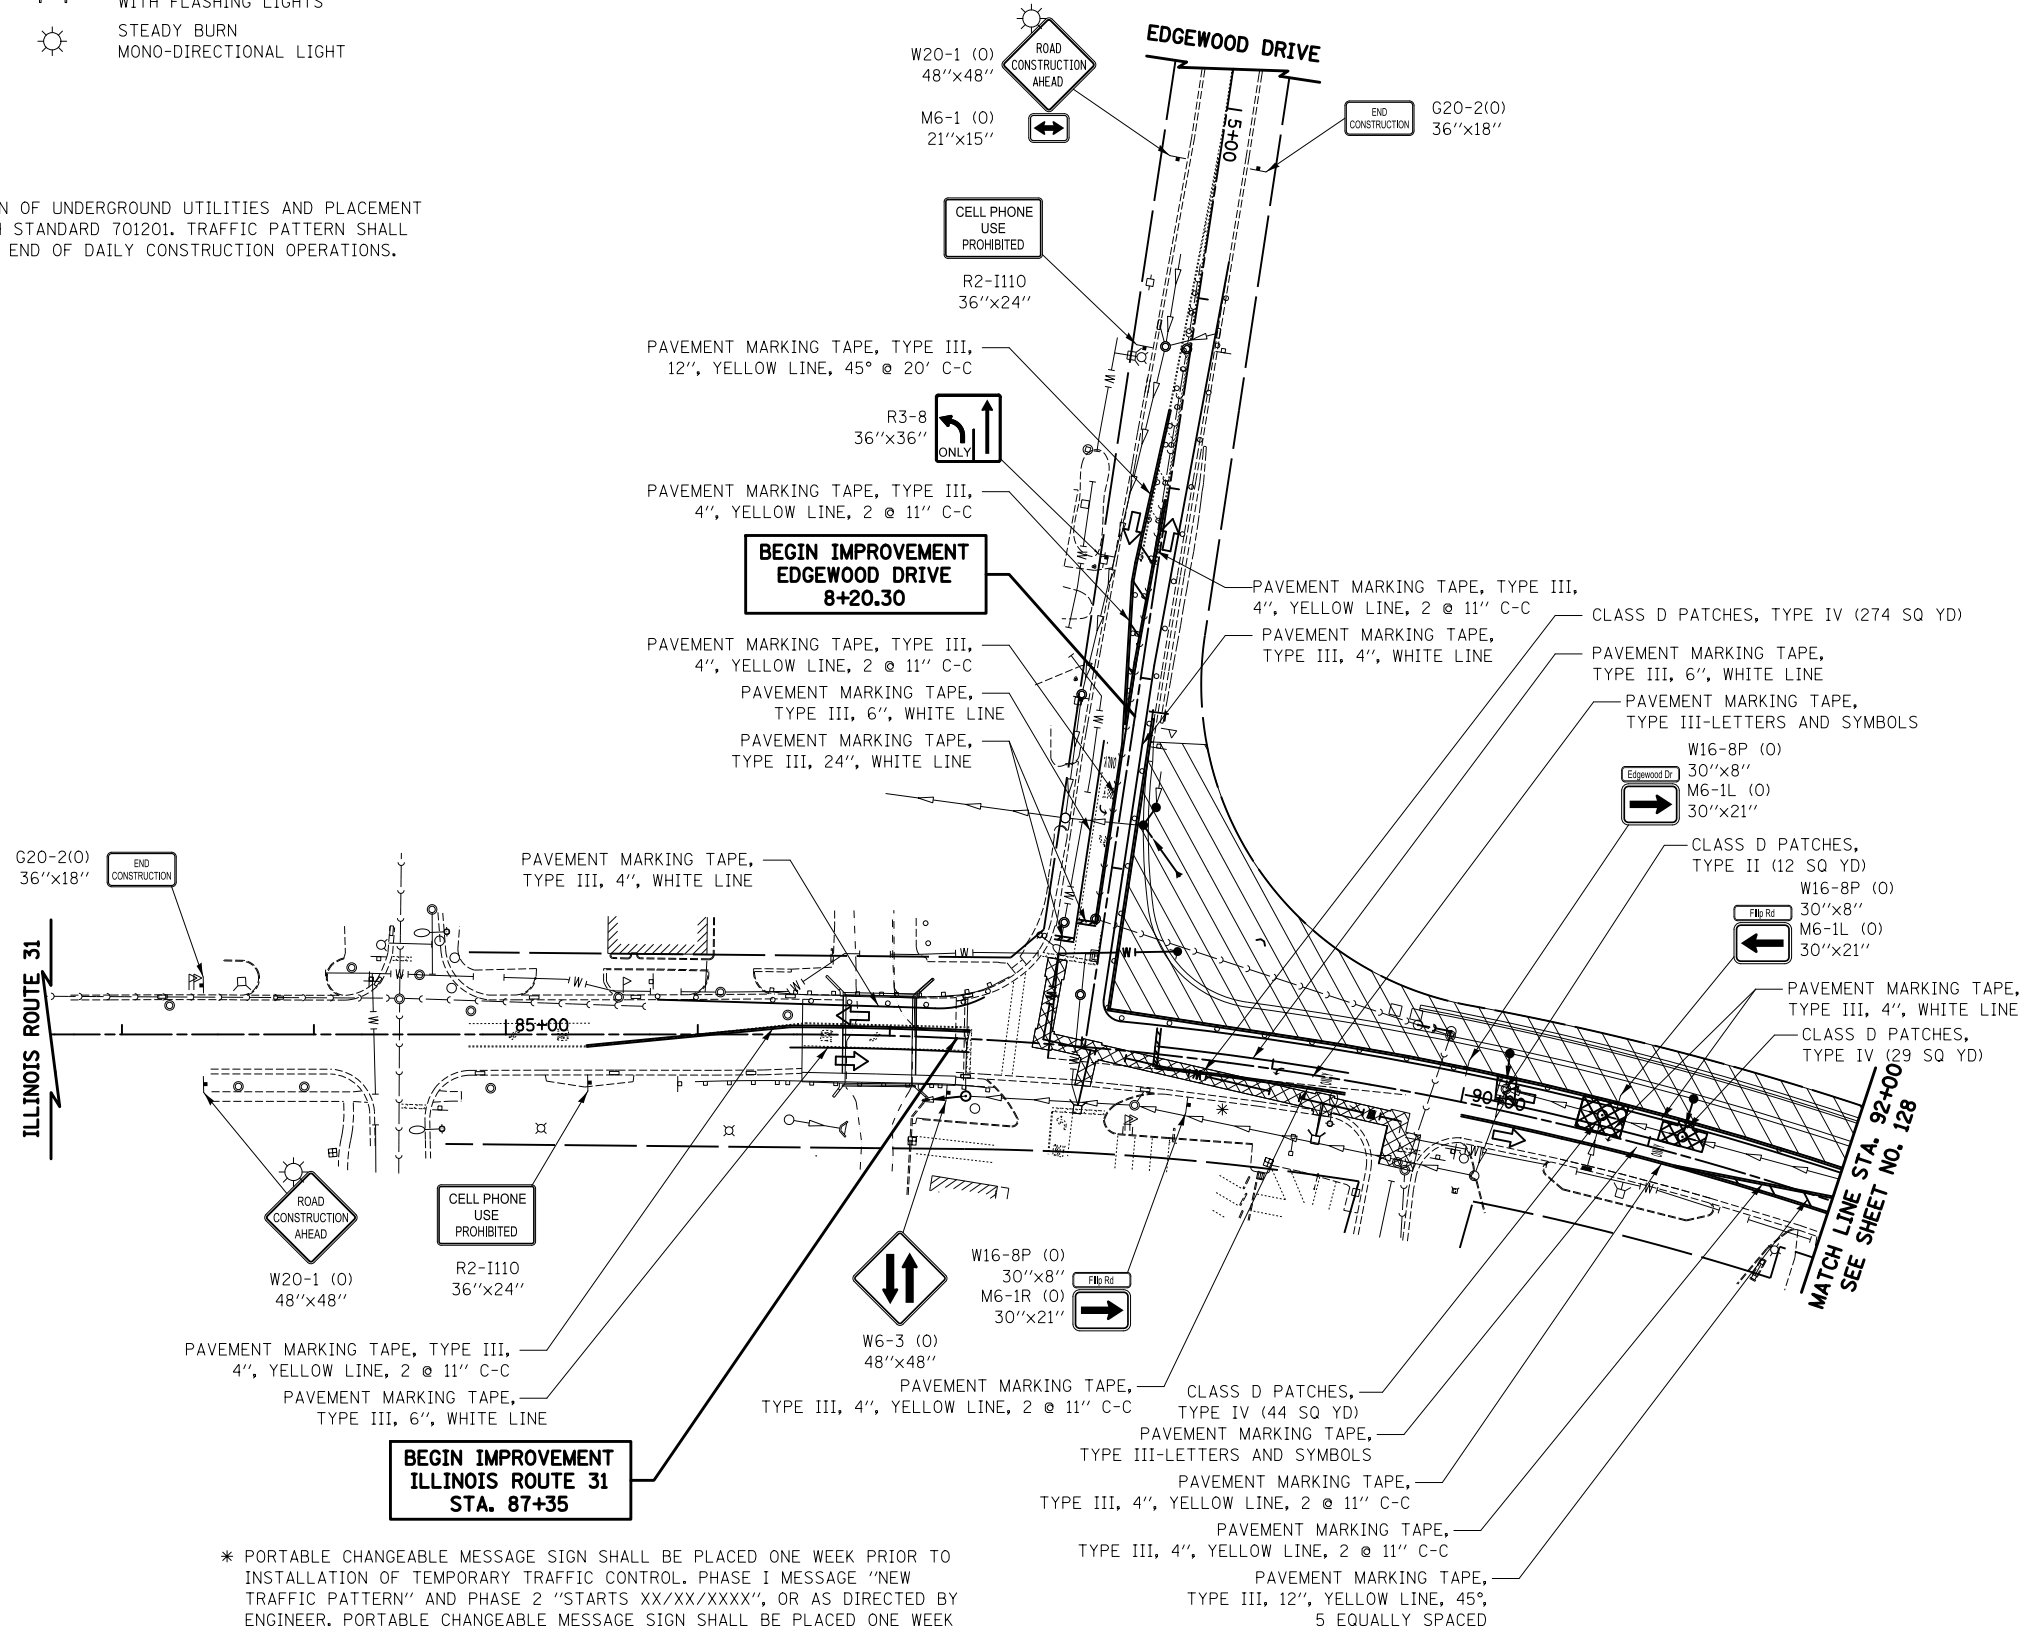 WITH FLASHING LIGHTS
STEADY BURN
MONO-DIRECTIONAL LIGHT
N OF UNDERGROUND UTILITIES AND PLACEMENT
STANDARD 701201. TRAFFIC PATTERN SHALL
END OF DAILY CONSTRUCTION OPERATIONS.
W20-1 (O)
48"x48"
ROAD
CONSTRUCTION
AHEAD
M6-1 (O)
21"x15"
EDGEWOOD DRIVE
15+00
END
CONSTRUCTION
G20-2(O)
36"x18"
CELL PHONE
USE
PROHIBITED
R2-I110
36"x24"
PAVEMENT MARKING TAPE, TYPE III,
12", YELLOW LINE, 45° @ 20' C-C
R3-8
36"x36"
ONLY
PAVEMENT MARKING TAPE, TYPE III,
4", YELLOW LINE, 2 @ 11" C-C
BEGIN IMPROVEMENT
EDGEWOOD DRIVE
8+20.30
PAVEMENT MARKING TAPE, TYPE III,
4", YELLOW LINE, 2 @ 11" C-C
PAVEMENT MARKING TAPE,
TYPE III, 6", WHITE LINE
PAVEMENT MARKING TAPE,
TYPE III, 24", WHITE LINE
PAVEMENT MARKING TAPE, TYPE III,
4", YELLOW LINE, 2 @ 11" C-C
PAVEMENT MARKING TAPE,
TYPE III, 4", WHITE LINE
CLASS D PATCHES, TYPE IV (274 SQ YD)
PAVEMENT MARKING TAPE,
TYPE III, 6", WHITE LINE
PAVEMENT MARKING TAPE,
TYPE III-LETTERS AND SYMBOLS
W16-8P (O)
Edgewood Dr
30"x8"
M6-1L (O)
30"x21"
CLASS D PATCHES,
TYPE II (12 SQ YD)
W16-8P (O)
Flip Rd
30"x8"
M6-1L (O)
30"x21"
PAVEMENT MARKING TAPE,
TYPE III, 4", WHITE LINE
CLASS D PATCHES,
TYPE IV (29 SQ YD)
MATCH LINE STA. 92+00
SEE SHEET NO. 128
ONLY
G20-2(O)
36"x18"
END
CONSTRUCTION
PAVEMENT MARKING TAPE,
TYPE III, 4", WHITE LINE
ILLINOIS ROUTE 31
85+00
90+00
ROAD
CONSTRUCTION
AHEAD
W20-1 (O)
48"x48"
CELL PHONE
USE
PROHIBITED
R2-I110
36"x24"
W6-3 (O)
48"x48"
W16-8P (O)
30"x8"
Flip Rd
M6-1R (O)
30"x21"
PAVEMENT MARKING TAPE, TYPE III,
4", YELLOW LINE, 2 @ 11" C-C
PAVEMENT MARKING TAPE,
TYPE III, 6", WHITE LINE
BEGIN IMPROVEMENT
ILLINOIS ROUTE 31
STA. 87+35
PAVEMENT MARKING TAPE,
TYPE III, 4", YELLOW LINE, 2 @ 11" C-C
CLASS D PATCHES,
TYPE IV (44 SQ YD)
PAVEMENT MARKING TAPE,
TYPE III-LETTERS AND SYMBOLS
PAVEMENT MARKING TAPE,
TYPE III, 4", YELLOW LINE, 2 @ 11" C-C
PAVEMENT MARKING TAPE,
TYPE III, 4", YELLOW LINE, 2 @ 11" C-C
PAVEMENT MARKING TAPE,
TYPE III, 12", YELLOW LINE, 45°,
5 EQUALLY SPACED
* PORTABLE CHANGEABLE MESSAGE SIGN SHALL BE PLACED ONE WEEK PRIOR TO
INSTALLATION OF TEMPORARY TRAFFIC CONTROL. PHASE I MESSAGE "NEW
TRAFFIC PATTERN" AND PHASE 2 "STARTS XX/XX/XXXX", OR AS DIRECTED BY
ENGINEER. PORTABLE CHANGEABLE MESSAGE SIGN SHALL BE PLACED ONE WEEK